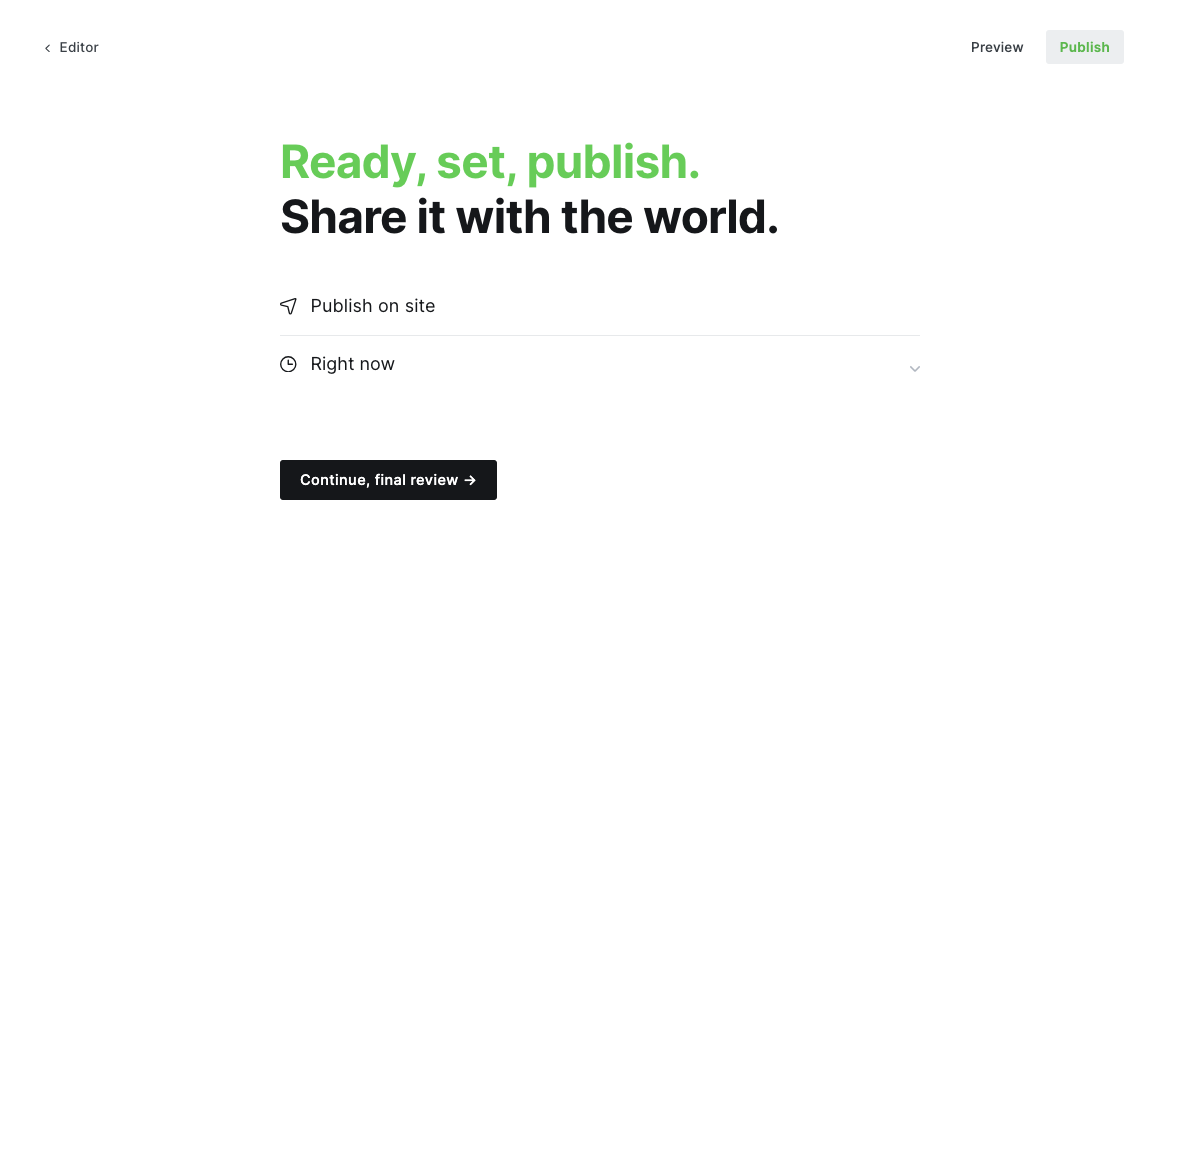 Editor
Preview
Publish
Ready, set, publish.
Share it with the world.
Publish on site
Right now
Continue, final review →